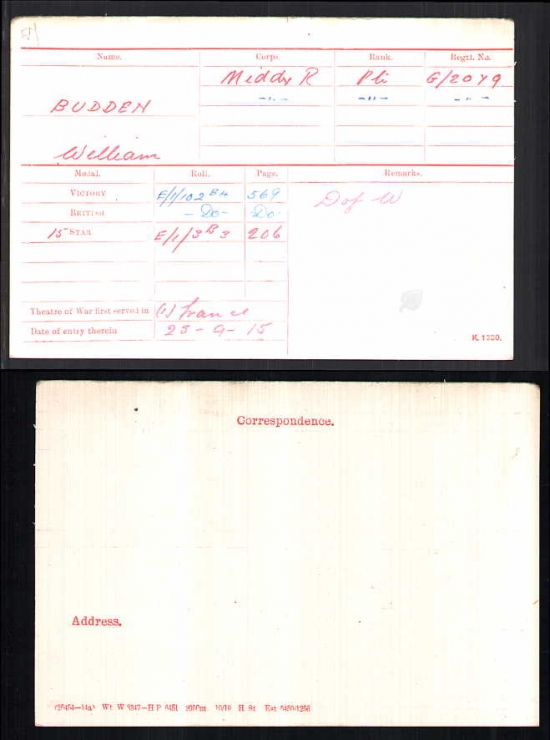 Name. Corps. Rank. Regtl. No.
Middx R Pte G/2079
BUDDEN -"- -"- -"-
William
Medal. Roll. Page. Remarks.
VICTORY E/1/102 B4 569 D of W
BRITISH -Do- Do-
15 STAR E/1/3 B3 206
Theatre of War first served in (1) France
Date of entry therein 25-9-15
K. 1380.
Correspondence.
Address.